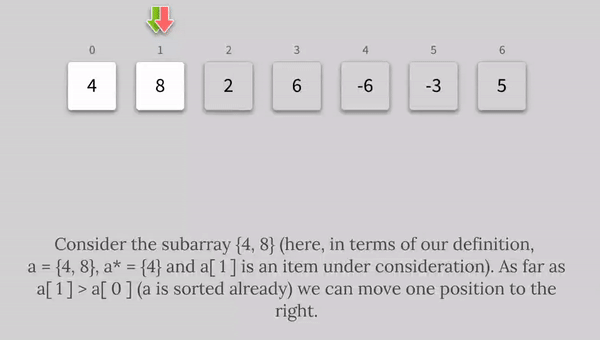 0 1 2 3 4 5 6
4 8 2 6 -6 -3 5
Consider the subarray {4, 8} (here, in terms of our definition,
a = {4, 8}, a* = {4} and a[ 1 ] is an item under consideration). As far as
a[ 1 ] > a[ 0 ] (a is sorted already) we can move one position to the
right.